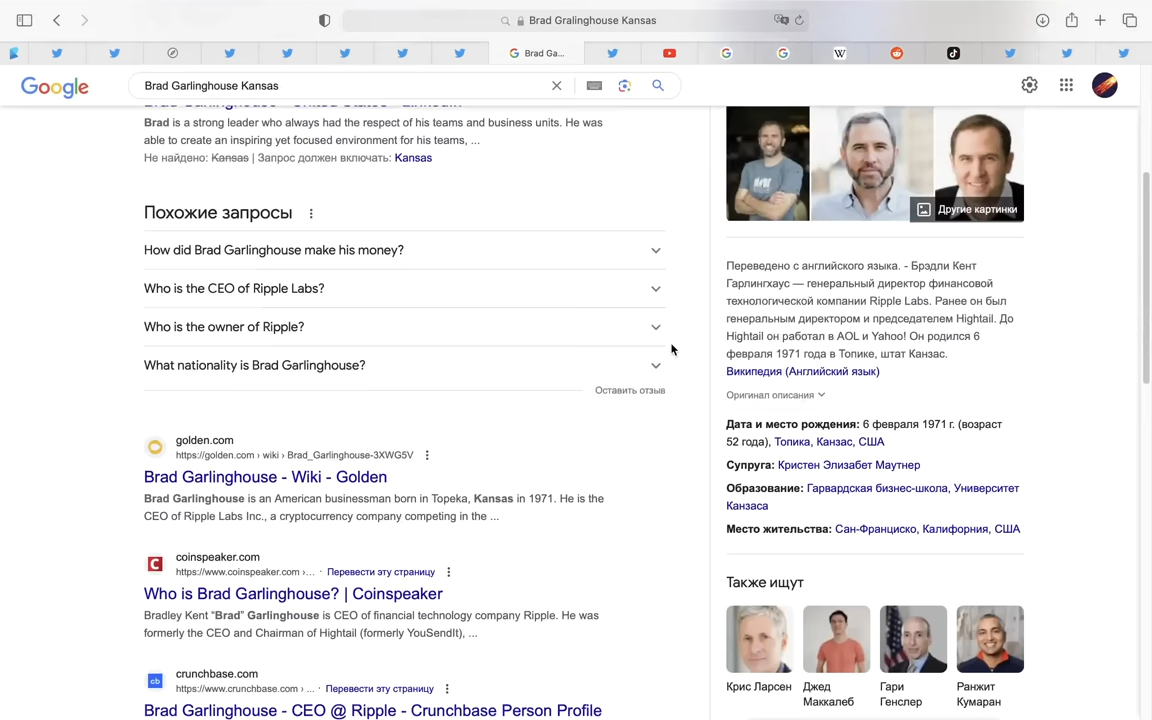 Brad Gralinghouse Kansas
Brad Ga...
Google
Brad Garlinghouse Kansas
Brad Garlinghouse - United States - LinkedIn
Brad is a strong leader who always had the respect of his teams and business units. He was
able to create an inspiring yet focused environment for his teams, ...
Не найдено: Kansas | Запрос должен включать: Kansas
Похожие запросы
How did Brad Garlinghouse make his money?
Who is the CEO of Ripple Labs?
Who is the owner of Ripple?
What nationality is Brad Garlinghouse?
Оставить отзыв
golden.com
https://golden.com › wiki › Brad_Garlinghouse-3XWG5V
Brad Garlinghouse - Wiki - Golden
Brad Garlinghouse is an American businessman born in Topeka, Kansas in 1971. He is the
CEO of Ripple Labs Inc., a cryptocurrency company competing in the ...
coinspeaker.com
https://www.coinspeaker.com ›... · Перевести эту страницу
Who is Brad Garlinghouse? | Coinspeaker
Bradley Kent “Brad” Garlinghouse is CEO of financial technology company Ripple. He was
formerly the CEO and Chairman of Hightail (formerly YouSendIt), ...
crunchbase.com
https://www.crunchbase.com › ... · Перевести эту страницу
Brad Garlinghouse - CEO @ Ripple - Crunchbase Person Profile
Другие картинки
Переведено с английского языка. - Брэдли Кент
Гарлингхаус — генеральный директор финансовой
технологической компании Ripple Labs. Ранее он был
генеральным директором и председателем Hightail. До
Hightail он работал в AOL и Yahoo! Он родился 6
февраля 1971 года в Топике, штат Канзас.
Википедия (Английский язык)
Оригинал описания
Дата и место рождения: 6 февраля 1971 г. (возраст
52 года), Топика, Канзас, США
Супруга: Кристен Элизабет Маутнер
Образование: Гарвардская бизнес-школа, Университет
Канзаса
Место жительства: Сан-Франциско, Калифорния, США
Также ищут
Крис Ларсен
Джед
Маккалеб
Гари
Генслер
Ранжит
Кумаран